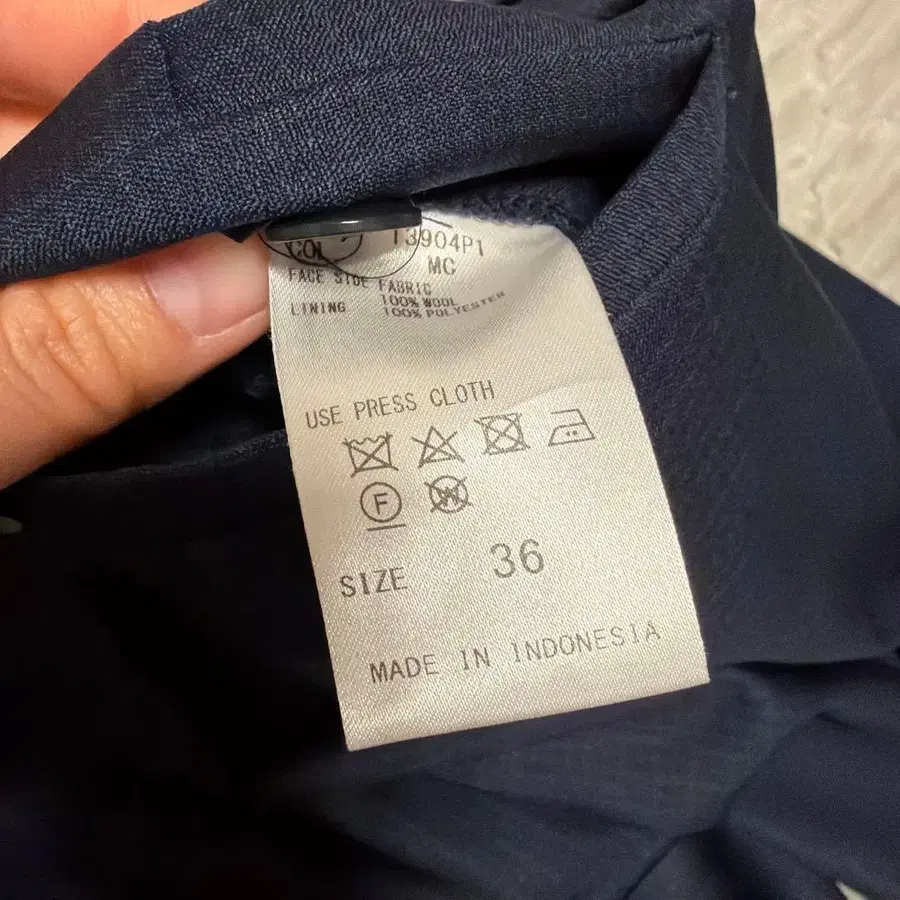 COL
13904P1
MC
FACE SIDE FABRIC
100% WOOL
LINING 100% POLYESTER
USE PRESS CLOTH
F W
SIZE 36
MADE IN INDONESIA